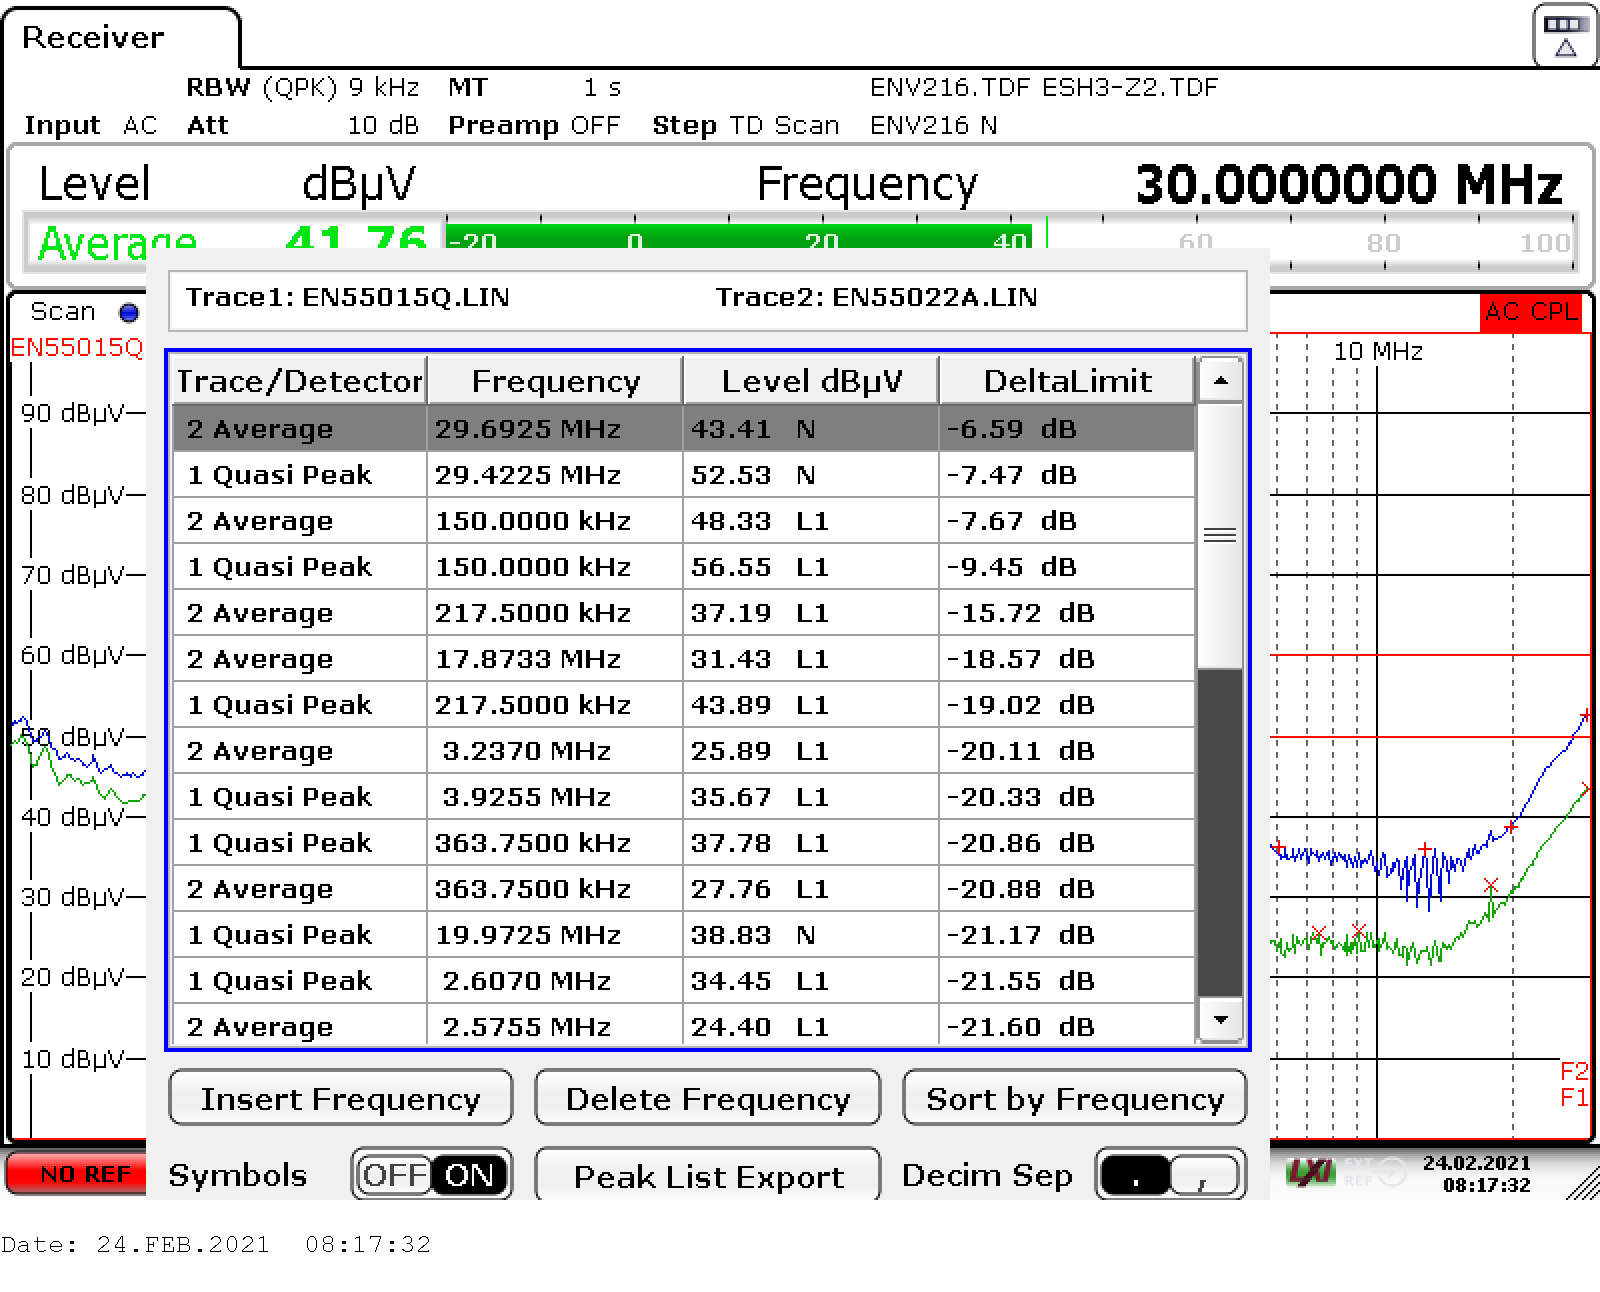 Receiver
RBW (QPK) 9 kHz MT 1 s ENV216.TDF ESH3-Z2.TDF
Input AC Att 10 dB Preamp OFF Step TD Scan ENV216 N
Level dBµV Frequency 30.0000000 MHz
Average 41.76 -20 0 20 40 60 80 100
Trace1: EN55015Q.LIN Trace2: EN55022A.LIN
Scan AC CPL
EN55015Q 10 MHz
Trace/Detector Frequency Level dBµV DeltaLimit
90 dBµV
2 Average 29.6925 MHz 43.41 N -6.59 dB
1 Quasi Peak 29.4225 MHz 52.53 N -7.47 dB
80 dBµV
2 Average 150.0000 kHz 48.33 L1 -7.67 dB
1 Quasi Peak 150.0000 kHz 56.55 L1 -9.45 dB
70 dBµV
2 Average 217.5000 kHz 37.19 L1 -15.72 dB
60 dBµV
2 Average 17.8733 MHz 31.43 L1 -18.57 dB
1 Quasi Peak 217.5000 kHz 43.89 L1 -19.02 dB
50 dBµV
2 Average 3.2370 MHz 25.89 L1 -20.11 dB
1 Quasi Peak 3.9255 MHz 35.67 L1 -20.33 dB
40 dBµV
1 Quasi Peak 363.7500 kHz 37.78 L1 -20.86 dB
30 dBµV
2 Average 363.7500 kHz 27.76 L1 -20.88 dB
1 Quasi Peak 19.9725 MHz 38.83 N -21.17 dB
20 dBµV
1 Quasi Peak 2.6070 MHz 34.45 L1 -21.55 dB
2 Average 2.5755 MHz 24.40 L1 -21.60 dB
10 dBµV
F2
F1
Insert Frequency Delete Frequency Sort by Frequency
NO REF Symbols OFF ON Peak List Export Decim Sep . , LXI EXT REF 24.02.2021
08:17:32
Date: 24.FEB.2021 08:17:32